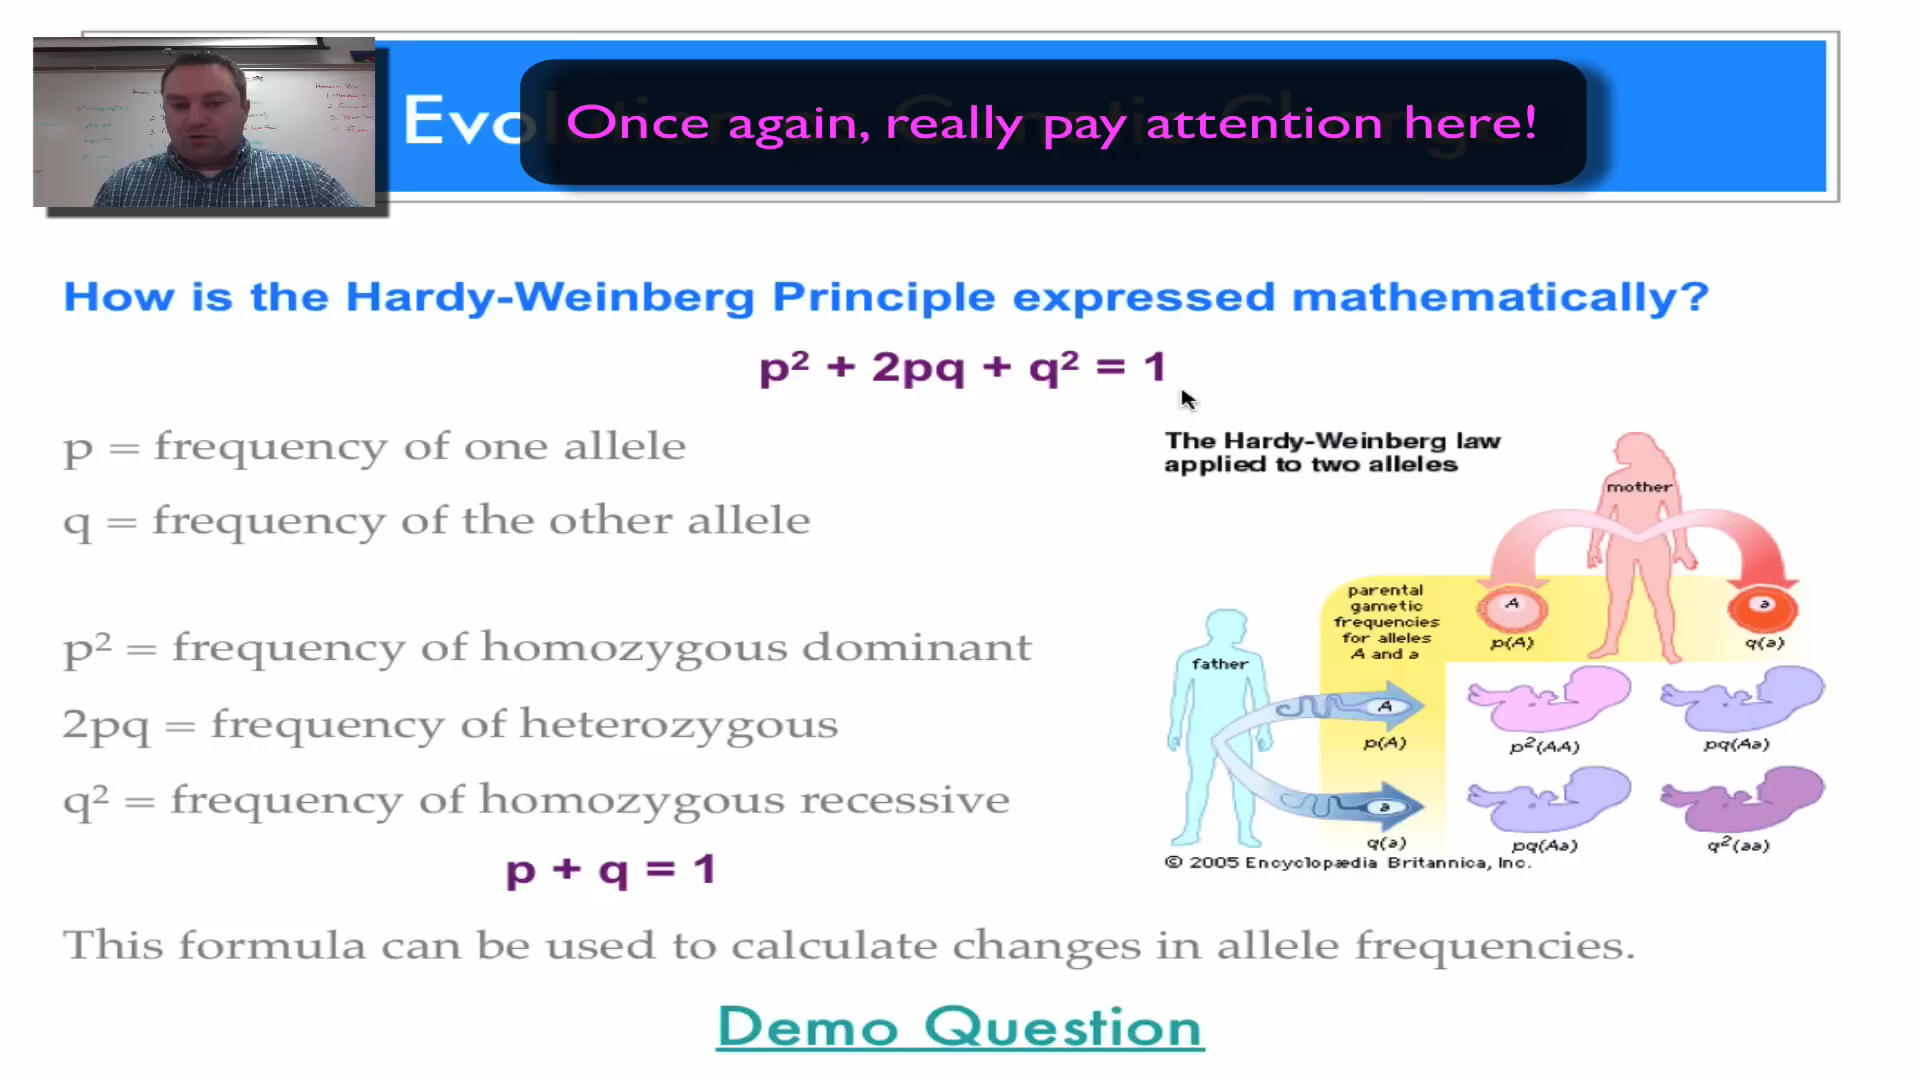 Evo
Once again, really pay attention here!
How is the Hardy-Weinberg Principle expressed mathematically?
p² + 2pq + q² = 1
p = frequency of one allele
q = frequency of the other allele
p² = frequency of homozygous dominant
2pq = frequency of heterozygous
q² = frequency of homozygous recessive
p + q = 1
The Hardy-Weinberg law
applied to two alleles
mother
parental
gametic
frequencies
for alleles
A and a
A
a
p(A)
q(a)
father
A
p(A)
p²(AA)
pq(Aa)
a
q(a)
pq(Aa)
q²(aa)
© 2005 Encyclopædia Britannica, Inc.
This formula can be used to calculate changes in allele frequencies.
Demo Question